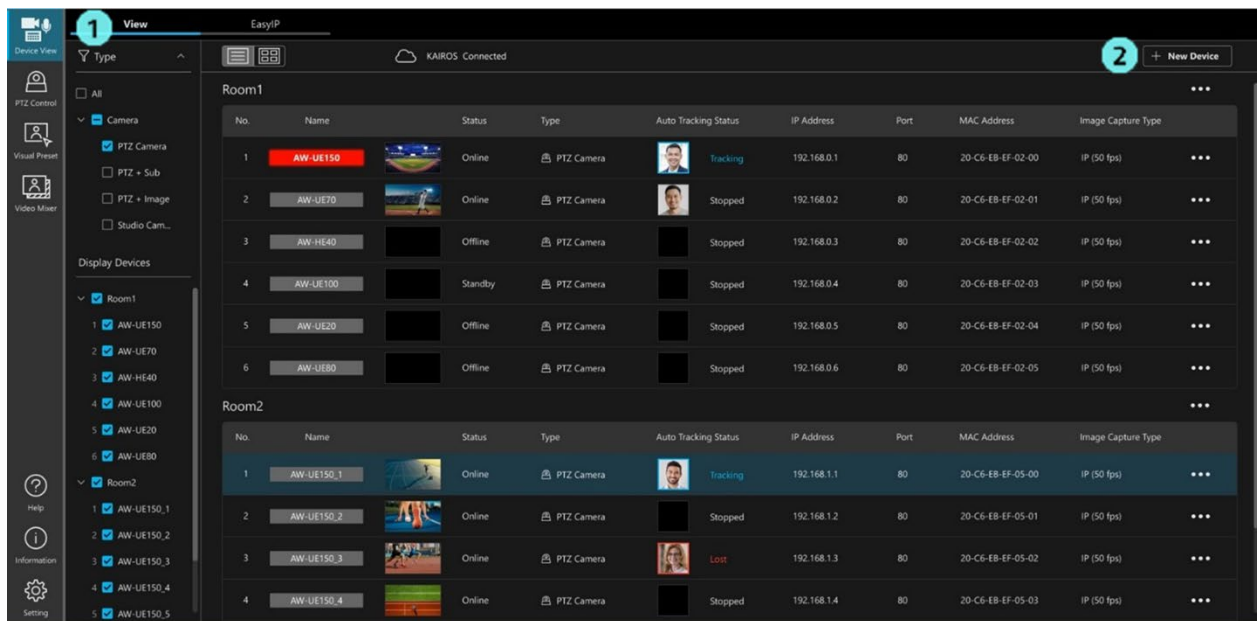 1 View EasyIP
Device View
Type
KAIROS Connected
2 + New Device
PTZ Control
Visual Preset
Video Mixer
Help
Information
Setting
All
Camera
PTZ Camera
PTZ + Sub
PTZ + Image
Studio Cam...
Display Devices
Room1
1 AW-UE150
2 AW-UE70
3 AW-HE40
4 AW-UE100
5 AW-UE20
6 AW-UE80
Room2
1 AW-UE150_1
2 AW-UE150_2
3 AW-UE150_3
4 AW-UE150_4
5 AW-UE150_5
Room1
No. Name Status Type Auto Tracking Status IP Address Port MAC Address Image Capture Type
1 AW-UE150 Online PTZ Camera Tracking 192.168.0.1 80 20-C6-EB-EF-02-00 IP (50 fps)
2 AW-UE70 Online PTZ Camera Stopped 192.168.0.2 80 20-C6-EB-EF-02-01 IP (50 fps)
3 AW-HE40 Offline PTZ Camera Stopped 192.168.0.3 80 20-C6-EB-EF-02-02 IP (50 fps)
4 AW-UE100 Standby PTZ Camera Stopped 192.168.0.4 80 20-C6-EB-EF-02-03 IP (50 fps)
5 AW-UE20 Offline PTZ Camera Stopped 192.168.0.5 80 20-C6-EB-EF-02-04 IP (50 fps)
6 AW-UE80 Offline PTZ Camera Stopped 192.168.0.6 80 20-C6-EB-EF-02-05 IP (50 fps)
Room2
No. Name Status Type Auto Tracking Status IP Address Port MAC Address Image Capture Type
1 AW-UE150_1 Online PTZ Camera Tracking 192.168.1.1 80 20-C6-EB-EF-05-00 IP (50 fps)
2 AW-UE150_2 Online PTZ Camera Stopped 192.168.1.2 80 20-C6-EB-EF-05-01 IP (50 fps)
3 AW-UE150_3 Online PTZ Camera Lost 192.168.1.3 80 20-C6-EB-EF-05-02 IP (50 fps)
4 AW-UE150_4 Online PTZ Camera Stopped 192.168.1.4 80 20-C6-EB-EF-05-03 IP (50 fps)